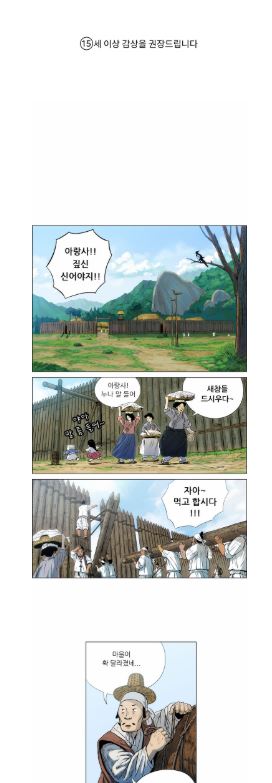 15세 이상 감상을 권장드립니다
아랑사!!
짚신
신어야지!!
아랑사!
누나 말 들어
새참들
드시우다~
자아~
먹고 합시다
!!!
마을이
확 달라졌네...